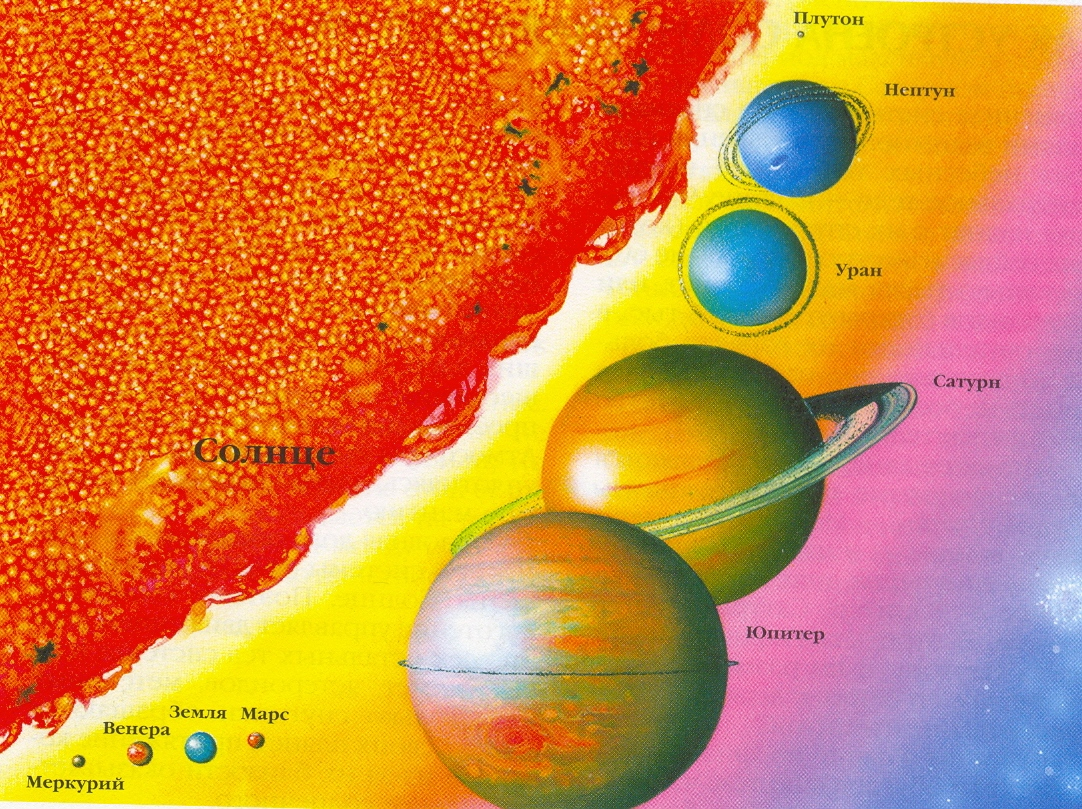 Плутон
Нептун
Уран
Сатурн
Солнце
Юпитер
Земля Марс
Венера
Меркурий